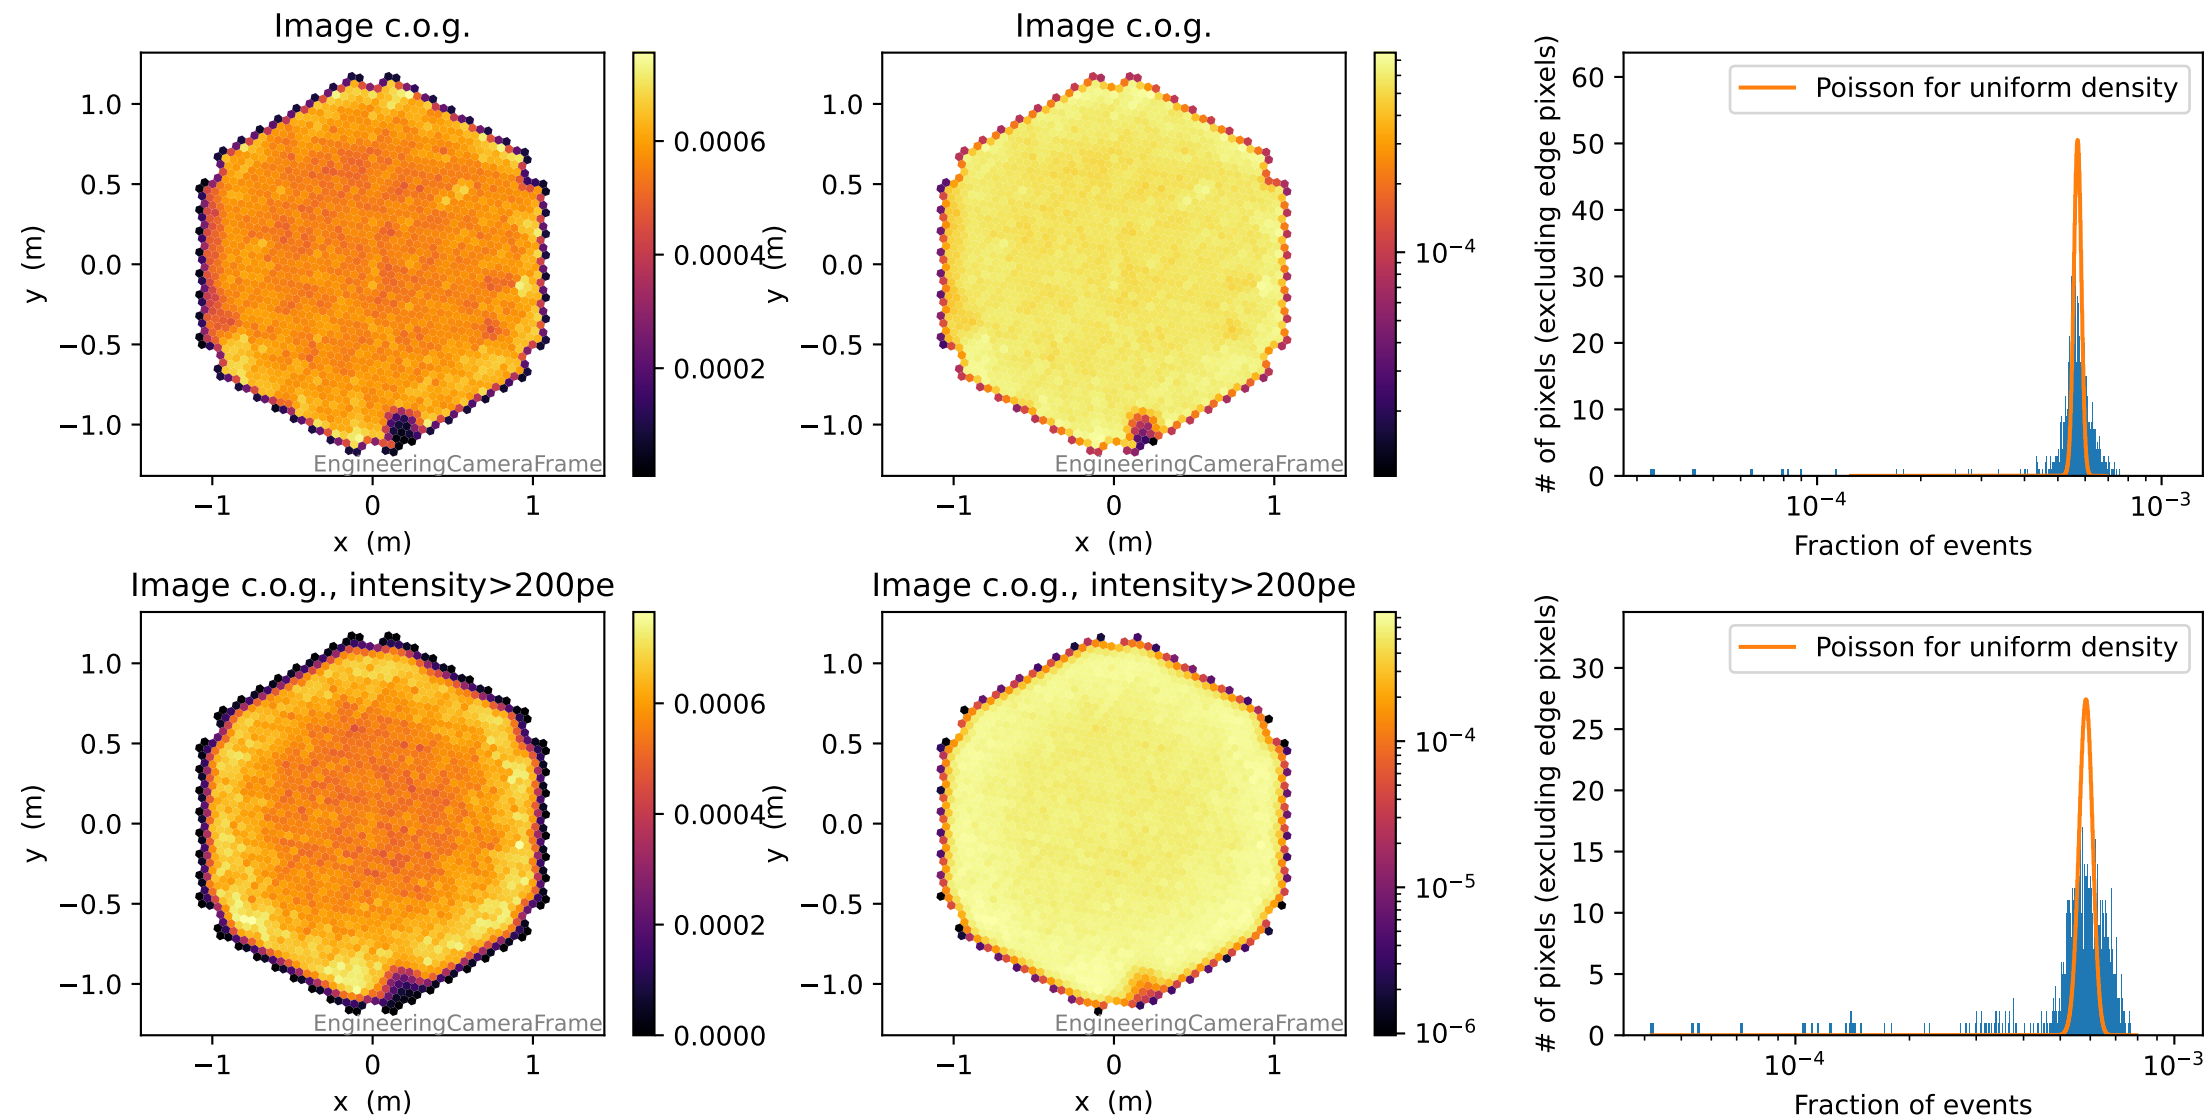 Image c.o.g.
1.0
0.5
0.0
−0.5
−1.0
y (m)
−1
0
1
x (m)
EngineeringCameraFrame
0.0006
0.0004
0.0002
Image c.o.g.
1.0
0.5
0.0
−0.5
−1.0
y (m)
−1
0
1
x (m)
EngineeringCameraFrame
10⁻⁴
# of pixels (excluding edge pixels)
60
50
40
30
20
10
0
Poisson for uniform density
10⁻⁴
10⁻³
Fraction of events
Image c.o.g., intensity>200pe
1.0
0.5
0.0
−0.5
−1.0
y (m)
−1
0
1
x (m)
EngineeringCameraFrame
0.0006
0.0004
0.0002
0.0000
Image c.o.g., intensity>200pe
1.0
0.5
0.0
−0.5
−1.0
y (m)
−1
0
1
x (m)
EngineeringCameraFrame
10⁻⁴
10⁻⁵
10⁻⁶
# of pixels (excluding edge pixels)
30
25
20
15
10
5
0
Poisson for uniform density
10⁻⁴
10⁻³
Fraction of events